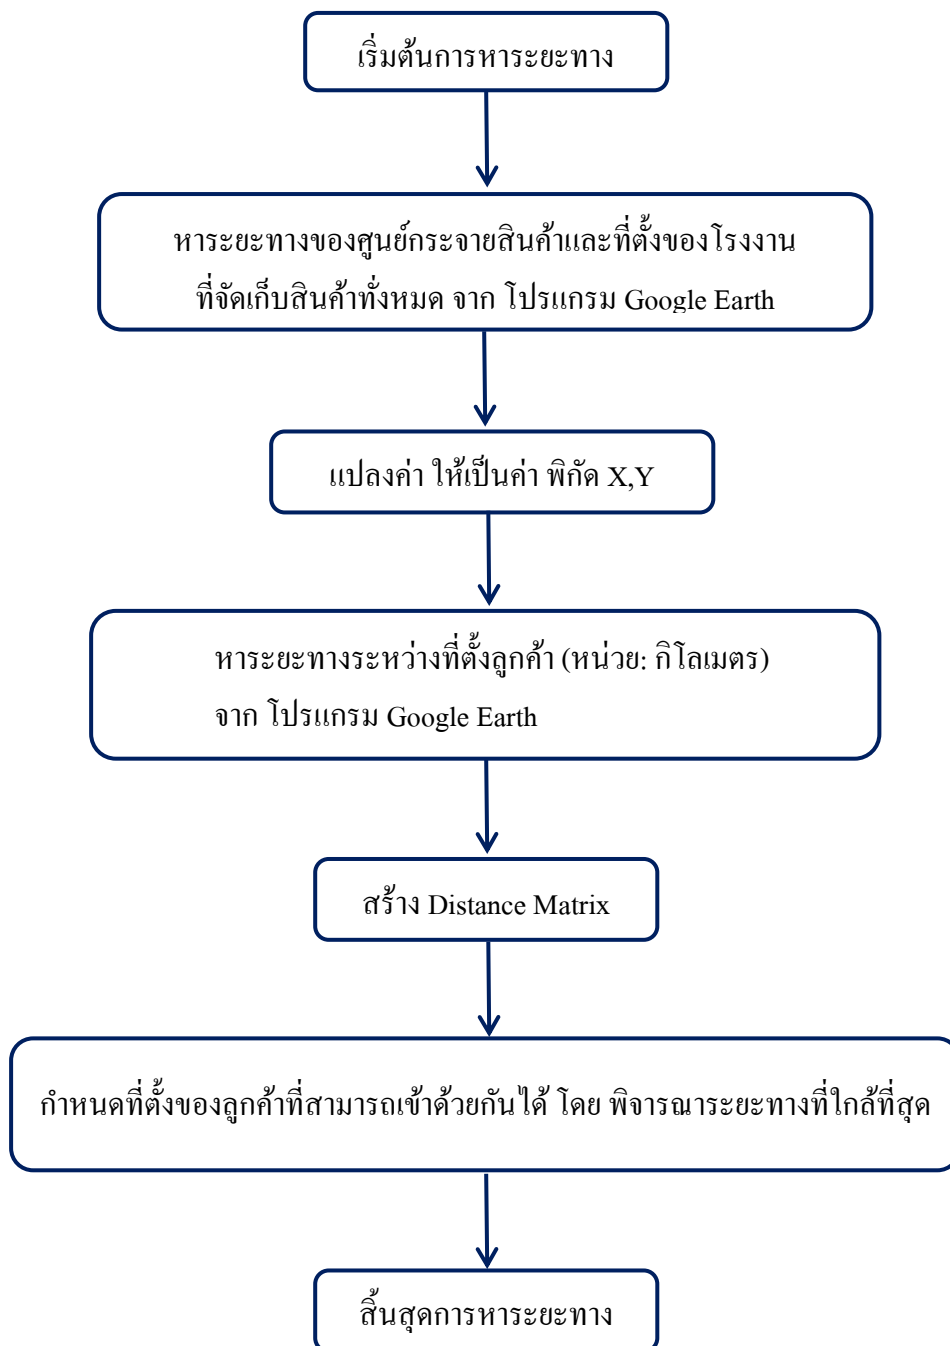 เริ่มต้นการหาระยะทาง
หาระยะทางของศูนย์กระจายสินค้าและที่ตั้งของโรงงาน
ที่จัดเก็บสินค้าทั้งหมด จาก โปรแกรม Google Earth
แปลงค่า ให้เป็นค่า พิกัด X,Y
หาระยะทางระหว่างที่ตั้งลูกค้า (หน่วย: กิโลเมตร)
จาก โปรแกรม Google Earth
สร้าง Distance Matrix
กำหนดที่ตั้งของลูกค้าที่สามารถเข้าด้วยกันได้ โดย พิจารณาระยะทางที่ใกล้ที่สุด
สิ้นสุดการหาระยะทาง